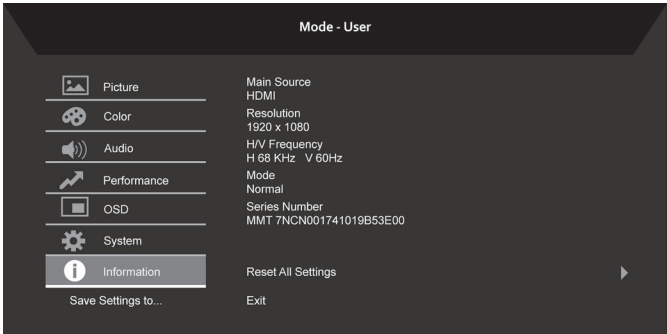 Mode - User
Picture
Color
Audio
Performance
OSD
System
Information
Save Settings to...
Main Source
HDMI
Resolution
1920 x 1080
H/V Frequency
H 68 KHz V 60Hz
Mode
Normal
Series Number
MMT 7NCN001741019B53E00
Reset All Settings
Exit